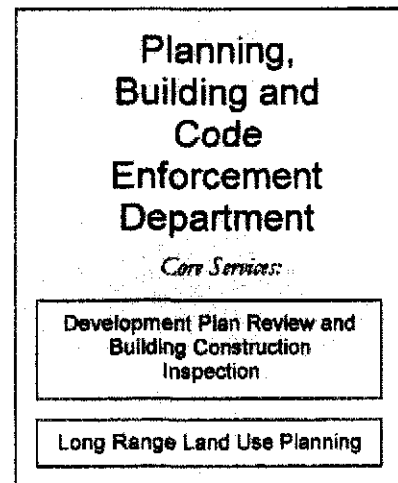 Planning,
Building and
Code
Enforcement
Department
Core Services:
Development Plan Review and
Building Construction
Inspection
Long Range Land Use Planning